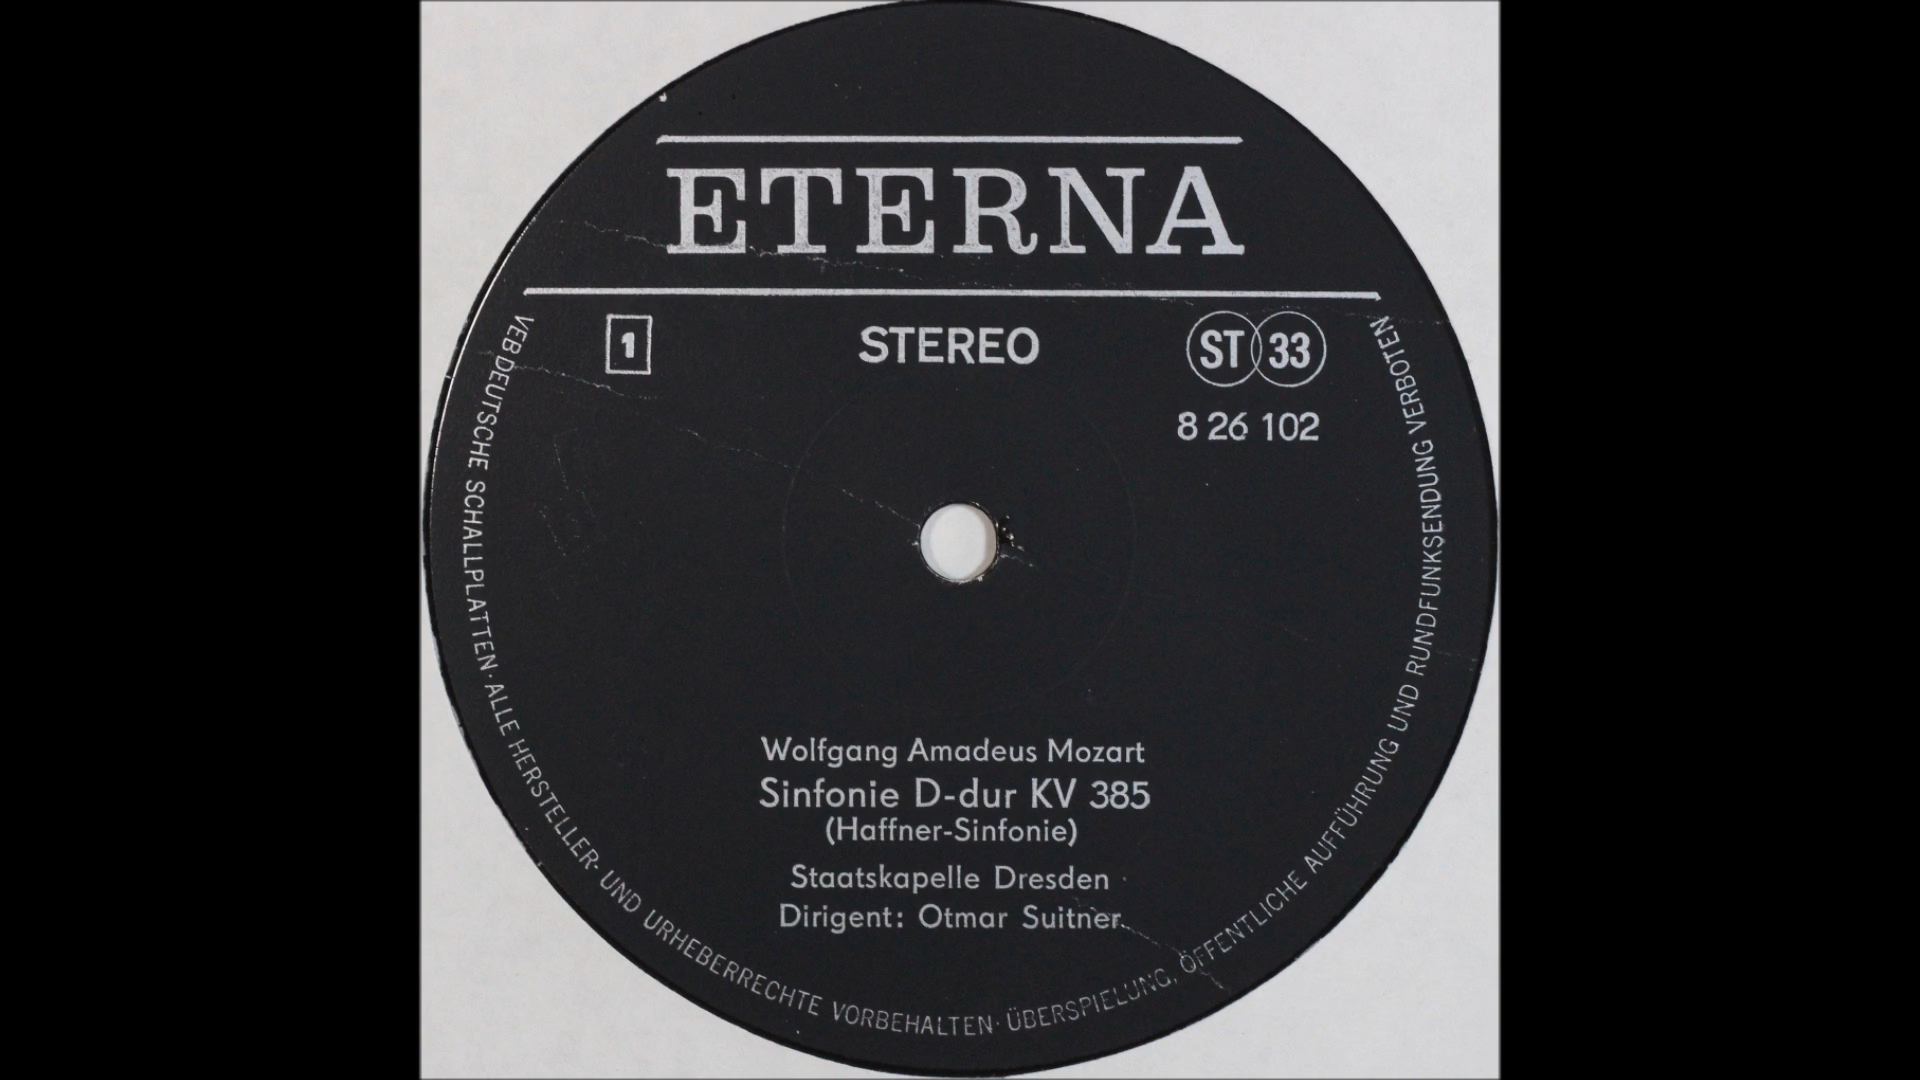 ETERNA
1
STEREO
ST 33
8 26 102
Wolfgang Amadeus Mozart
Sinfonie D-dur KV 385
(Haffner-Sinfonie)
Staatskapelle Dresden
Dirigent: Otmar Suitner
VEB DEUTSCHE SCHALLPLATTEN · ALLE HERSTELLER- UND URHEBERRECHTE VORBEHALTEN · ÜBERSPIELUNG, ÖFFENTLICHE AUFFÜHRUNG UND RUNDFUNKSENDUNG VERBOTEN